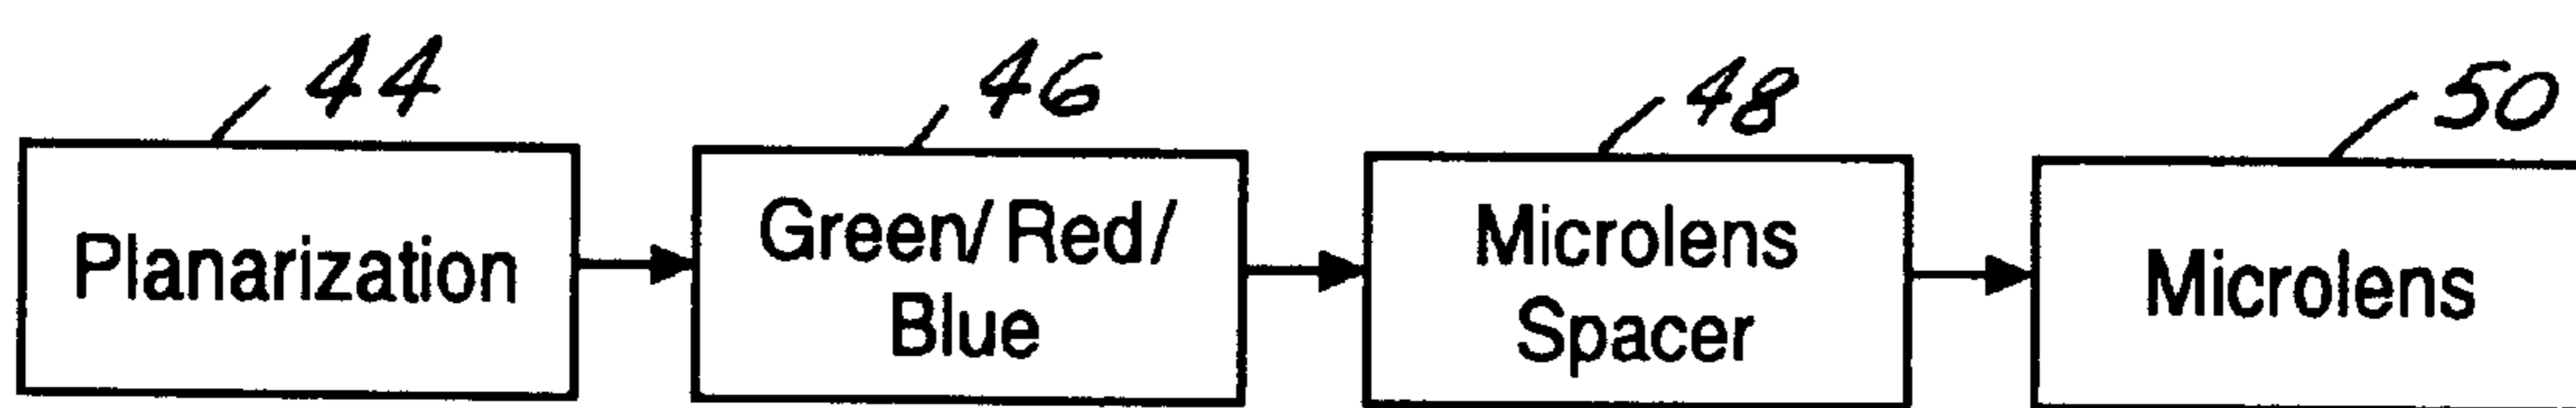 44
46
48
50
Planarization
Green/ Red/
Blue
Microlens
Spacer
Microlens